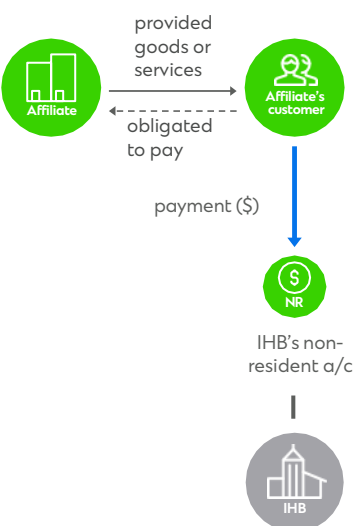 provided
goods or
services
Affiliate
Affiliate's
customer
obligated
to pay
payment ($)
$
NR
IHB's non-
resident a/c
IHB